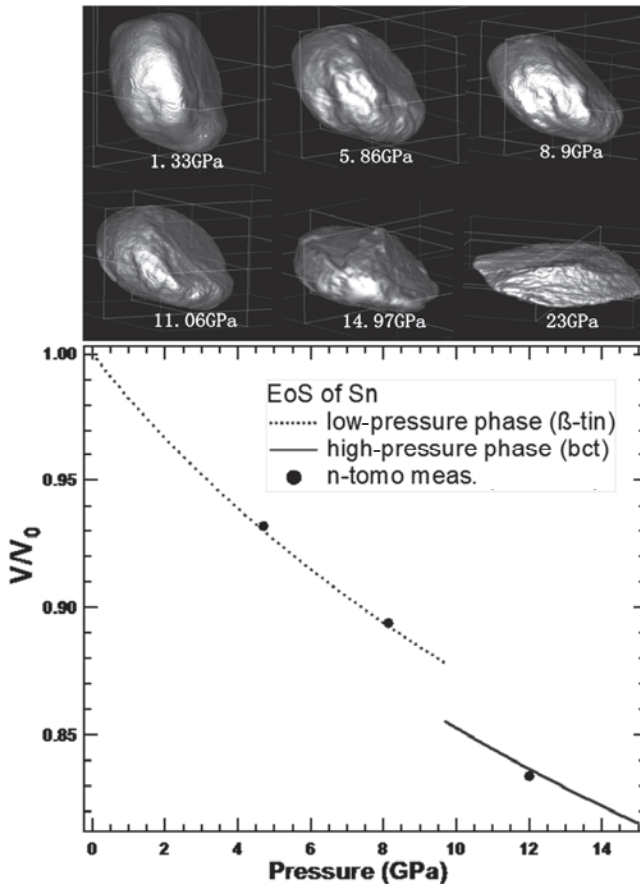 1.33GPa
5.86GPa
8.9GPa
11.06GPa
14.97GPa
23GPa
EoS of Sn
low-pressure phase (ß-tin)
high-pressure phase (bct)
n-tomo meas.
V/V0
1.00
0.95
0.90
0.85
0 2 4 6 8 10 12 14
Pressure (GPa)